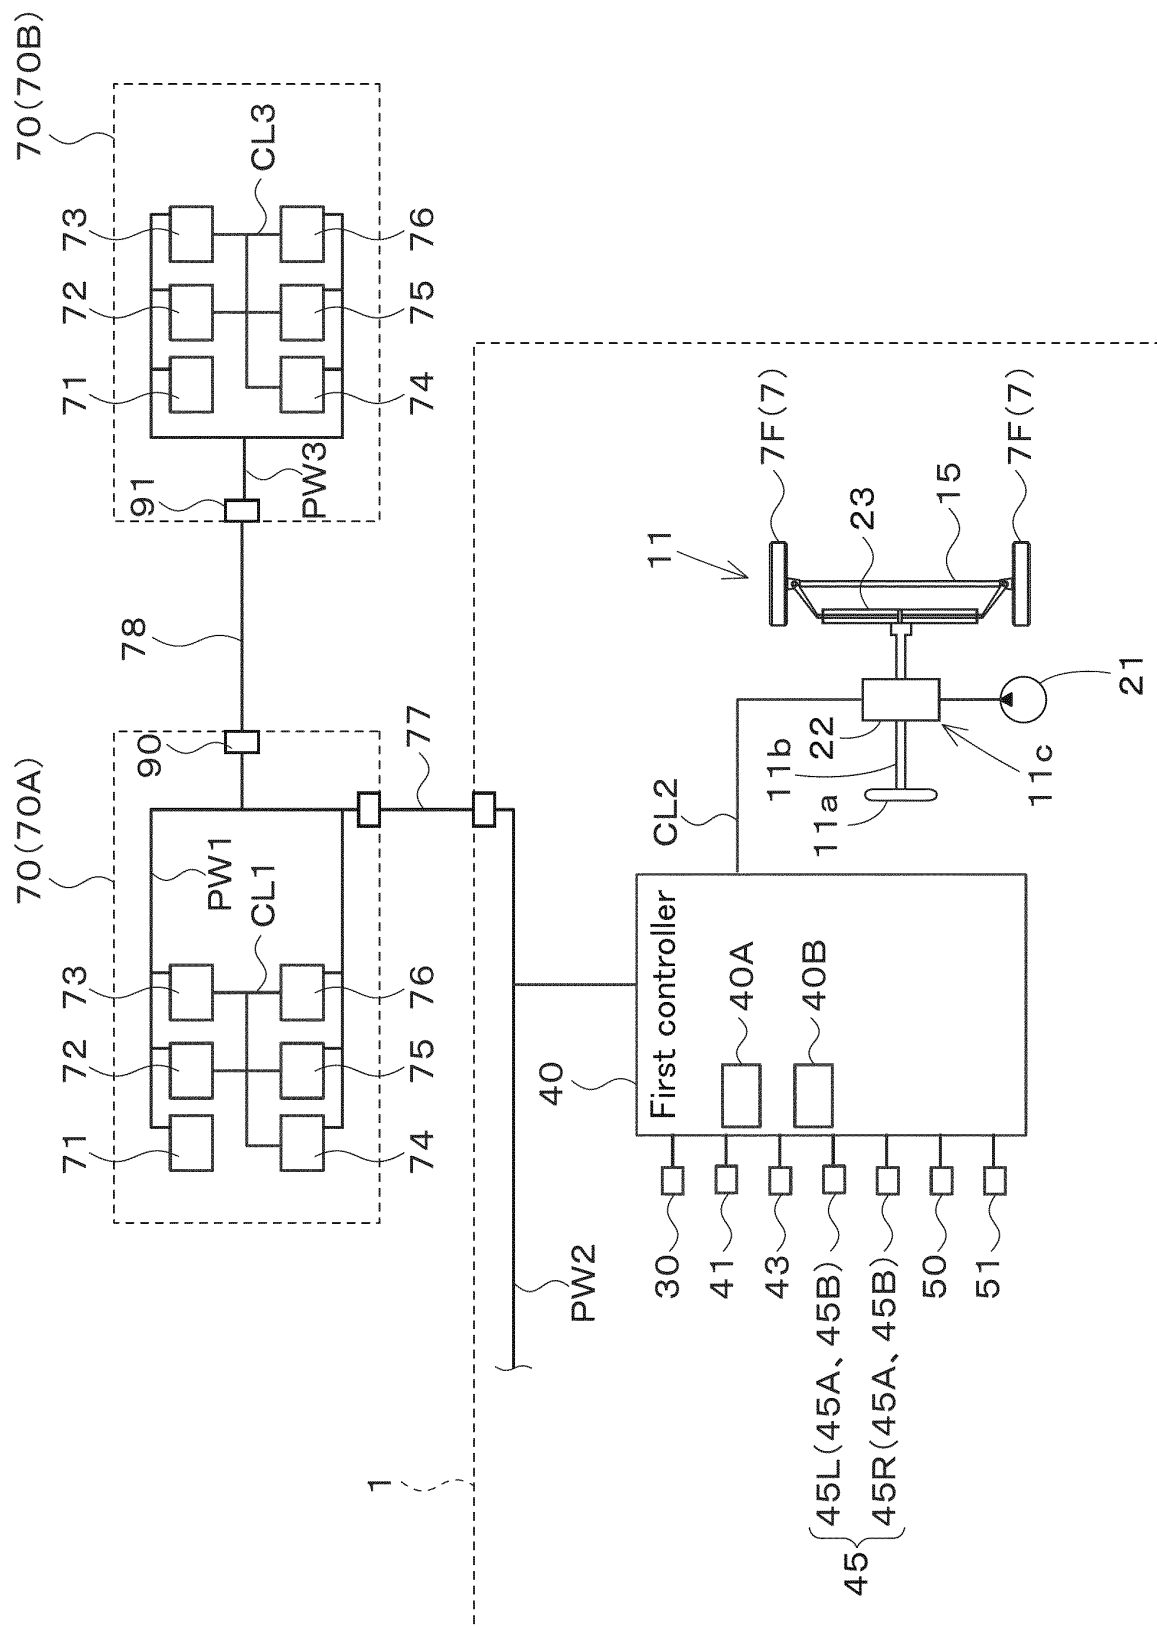 70(70A)
70(70B)
71
72
73
71
72
73
78
91
90
PW1
CL1
CL3
PW3
1
74
75
76
77
74
75
76
40
PW2
First controller
30
CL2
11
41
40A
11b
7F(7)
43
40B
22
11a
23
45L(45A、45B)
45R(45A、45B)
45
50
15
51
11c
7F(7)
21